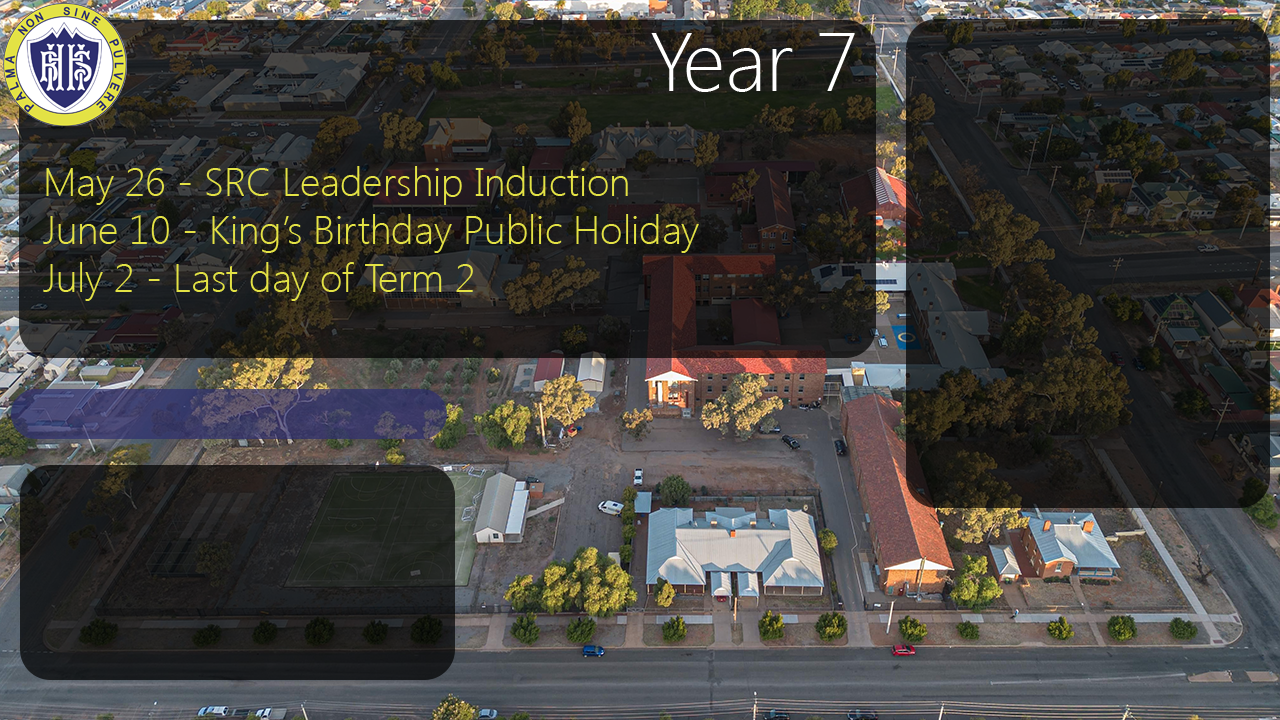 PALMA NON SINE PULVERE
Year 7
May 26 - SRC Leadership Induction
June 10 - King’s Birthday Public Holiday
July 2 - Last day of Term 2